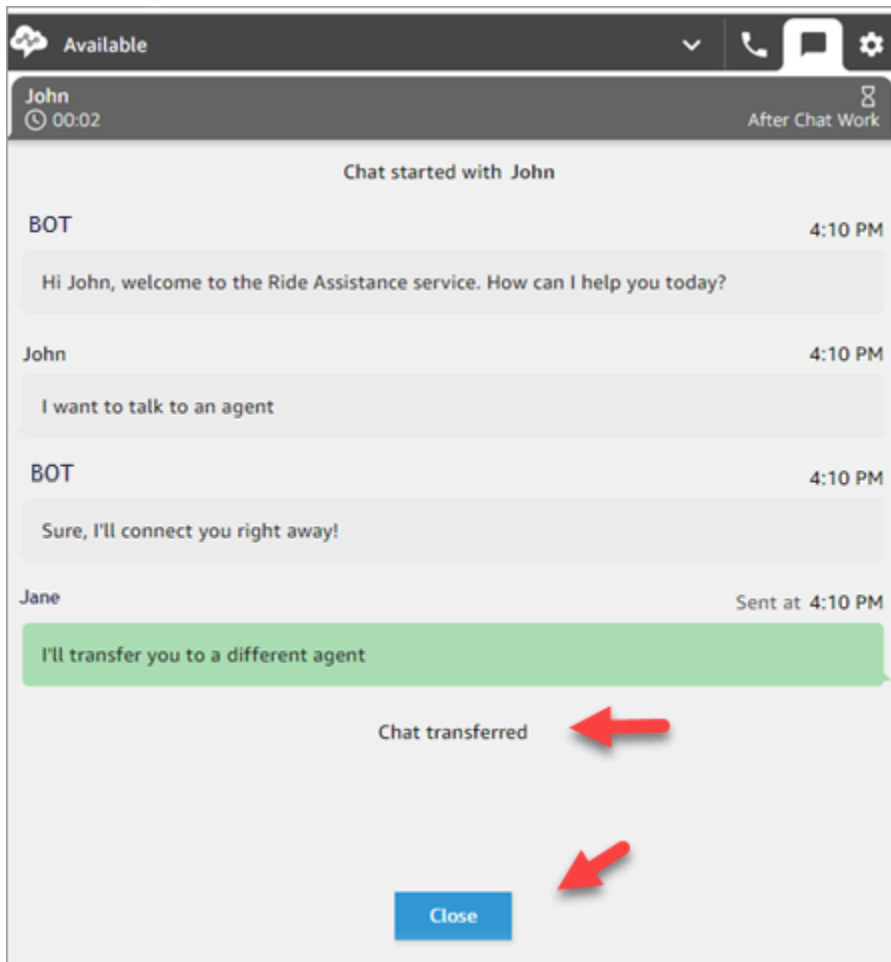 Available
John
00:02
After Chat Work
Chat started with John
BOT
4:10 PM
Hi John, welcome to the Ride Assistance service. How can I help you today?
John
4:10 PM
I want to talk to an agent
BOT
4:10 PM
Sure, I'll connect you right away!
Jane
Sent at 4:10 PM
I'll transfer you to a different agent
Chat transferred
Close